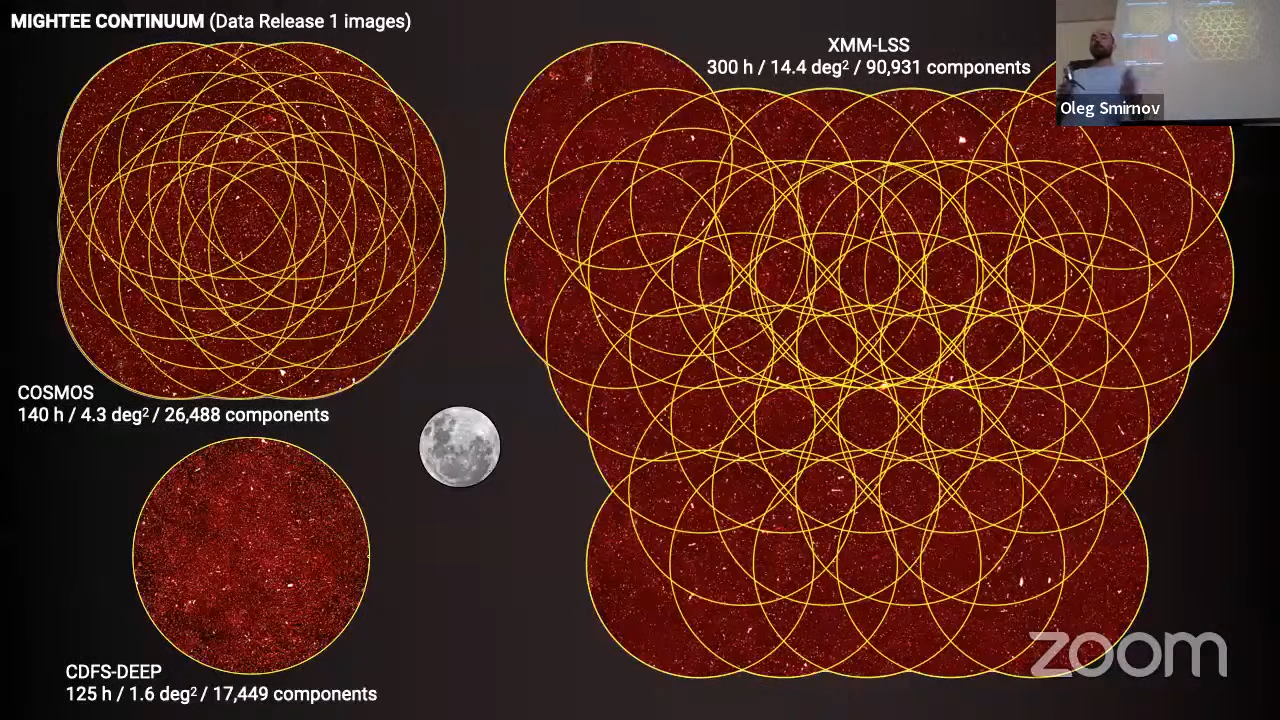 MIGHTEE CONTINUUM (Data Release 1 images)
XMM-LSS
300 h / 14.4 deg² / 90,931 components
Oleg Smirnov
COSMOS
140 h / 4.3 deg² / 26,488 components
CDFS-DEEP
125 h / 1.6 deg² / 17,449 components
zoom